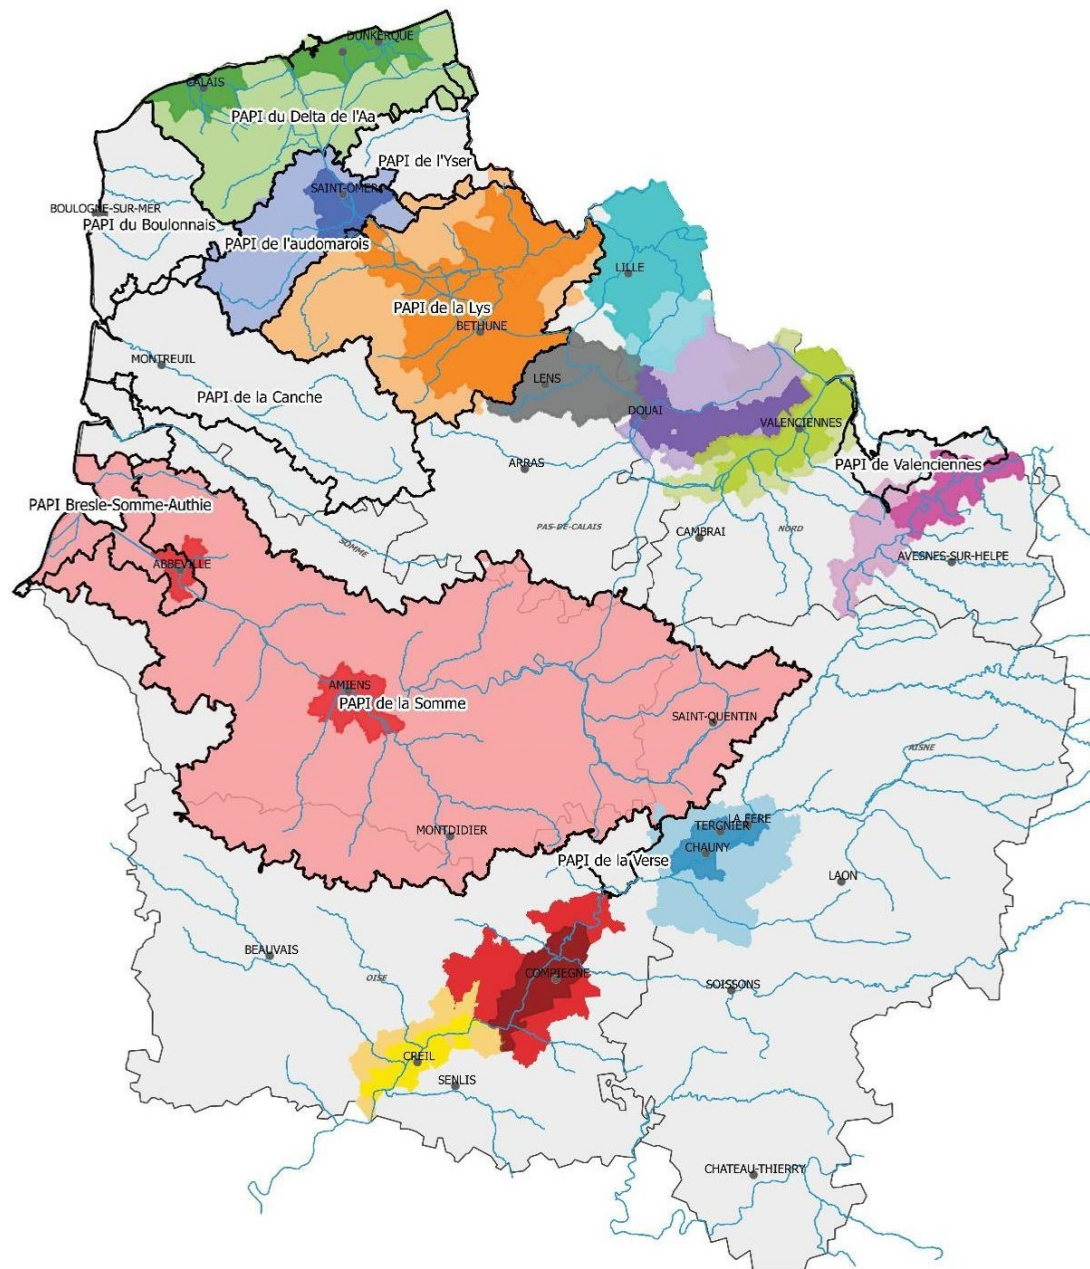 DUNKERQUE
CALAIS
PAPI du Delta de l'Aa
PAPI de l'Yser
SAINT-OMER
BOULOGNE-SUR-MER
PAPI du Boulonnais
PAPI de l'audomarois
LILLE
PAPI de la Lys
BETHUNE
MONTREUIL
LENS
PAPI de la Canche
DOUAI
VALENCIENNES
ARRAS
PAPI de Valenciennes
PAPI Bresle-Somme-Authie
PAS-DE-CALAIS
NORD
CAMBRAI
SOMME
AVESNES-SUR-HELPE
ABBEVILLE
AMIENS
PAPI de la Somme
SAINT-QUENTIN
AISNE
LA FERE
TERGNIER
MONTDIDIER
CHAUNY
PAPI de la Verse
LAON
BEAUVAIS
OISE
COMPIEGNE
SOISSONS
CREIL
SENLIS
CHATEAU-THIERRY